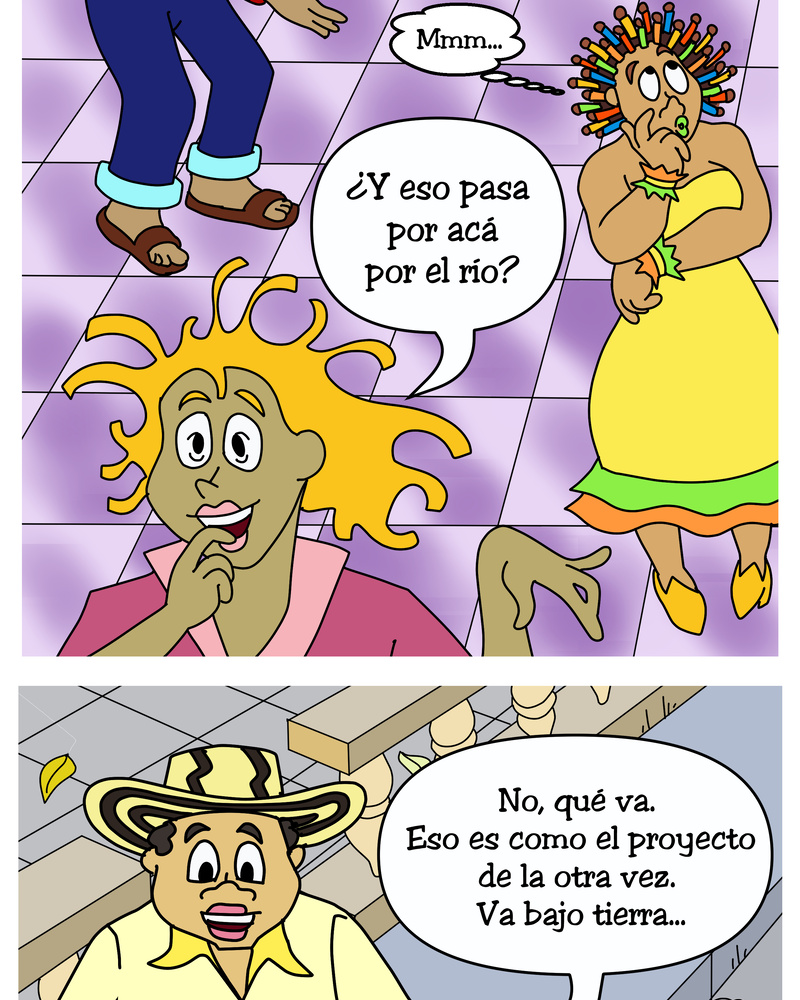 Mmm...
¿Y eso pasa
por acá
por el río?
No, qué va.
Eso es como el proyecto
de la otra vez.
Va bajo tierra...